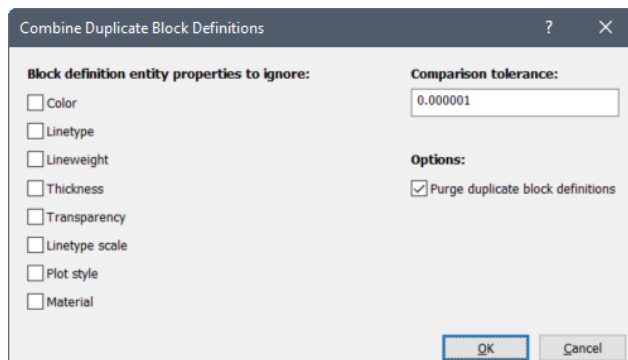 Combine Duplicate Block Definitions ?
Block definition entity properties to ignore:
Color
Linetype
Lineweight
Thickness
Transparency
Linetype scale
Plot style
Material
Comparison tolerance:
0.000001
Options:
Purge duplicate block definitions
OK Cancel